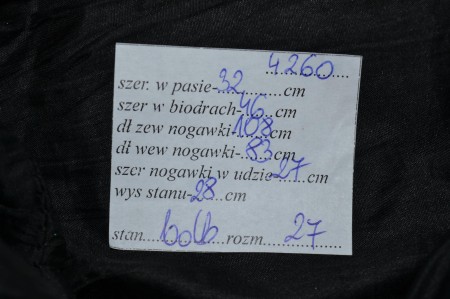 4260
szer. w pasie-32 cm
szer w biodrach-46 cm
dł zew nogawki-108 cm
dł wew nogawki-83 cm
szer nogawki w udzie-27 cm
wys stanu-28 cm
stan bdb rozm. 27